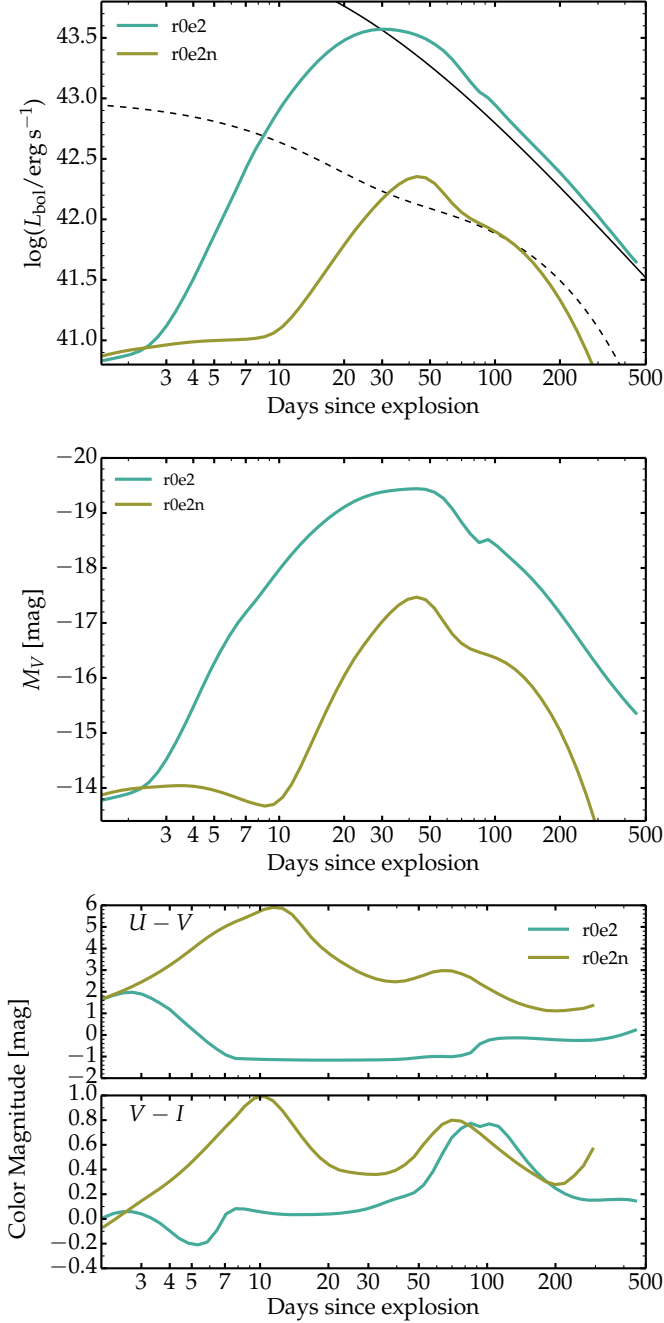 r0e2
r0e2n
43.5
43.0
42.5
42.0
41.5
41.0
log(L_bol/erg s⁻¹)
3 4 5 7 10 20 30 50 100 200 500
Days since explosion
r0e2
r0e2n
−20
−19
−18
−17
−16
−15
−14
M_V [mag]
3 4 5 7 10 20 30 50 100 200 500
Days since explosion
U − V
r0e2
r0e2n
6
5
4
3
2
1
0
−1
−2
V − I
1.0
0.8
0.6
0.4
0.2
0.0
−0.2
−0.4
Color Magnitude [mag]
3 4 5 7 10 20 30 50 100 200 500
Days since explosion